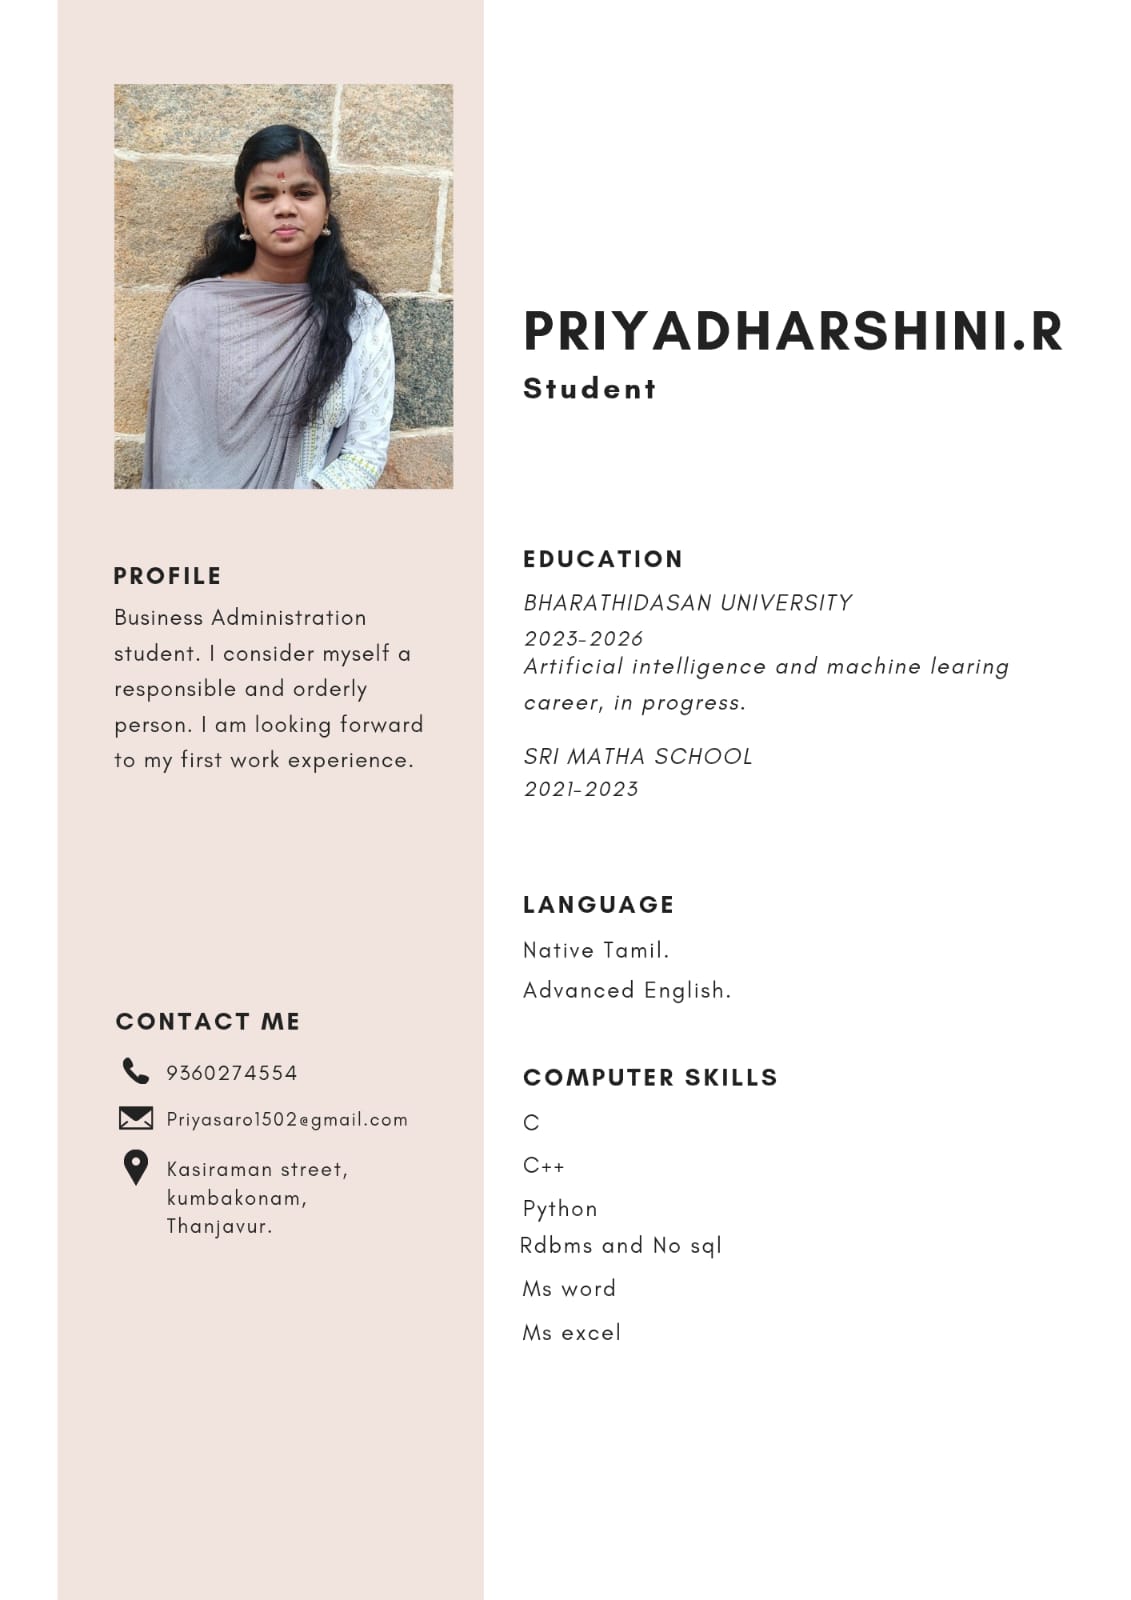 PRIYADHARSHINI.R
Student
PROFILE
Business Administration
student. I consider myself a
responsible and orderly
person. I am looking forward
to my first work experience.
CONTACT ME
9360274554
Priyasaro1502@gmail.com
Kasiraman street,
kumbakonam,
Thanjavur.
EDUCATION
BHARATHIDASAN UNIVERSITY
2023-2026
Artificial intelligence and machine learing
career, in progress.
SRI MATHA SCHOOL
2021-2023
LANGUAGE
Native Tamil.
Advanced English.
COMPUTER SKILLS
C
C++
Python
Rdbms and No sql
Ms word
Ms excel